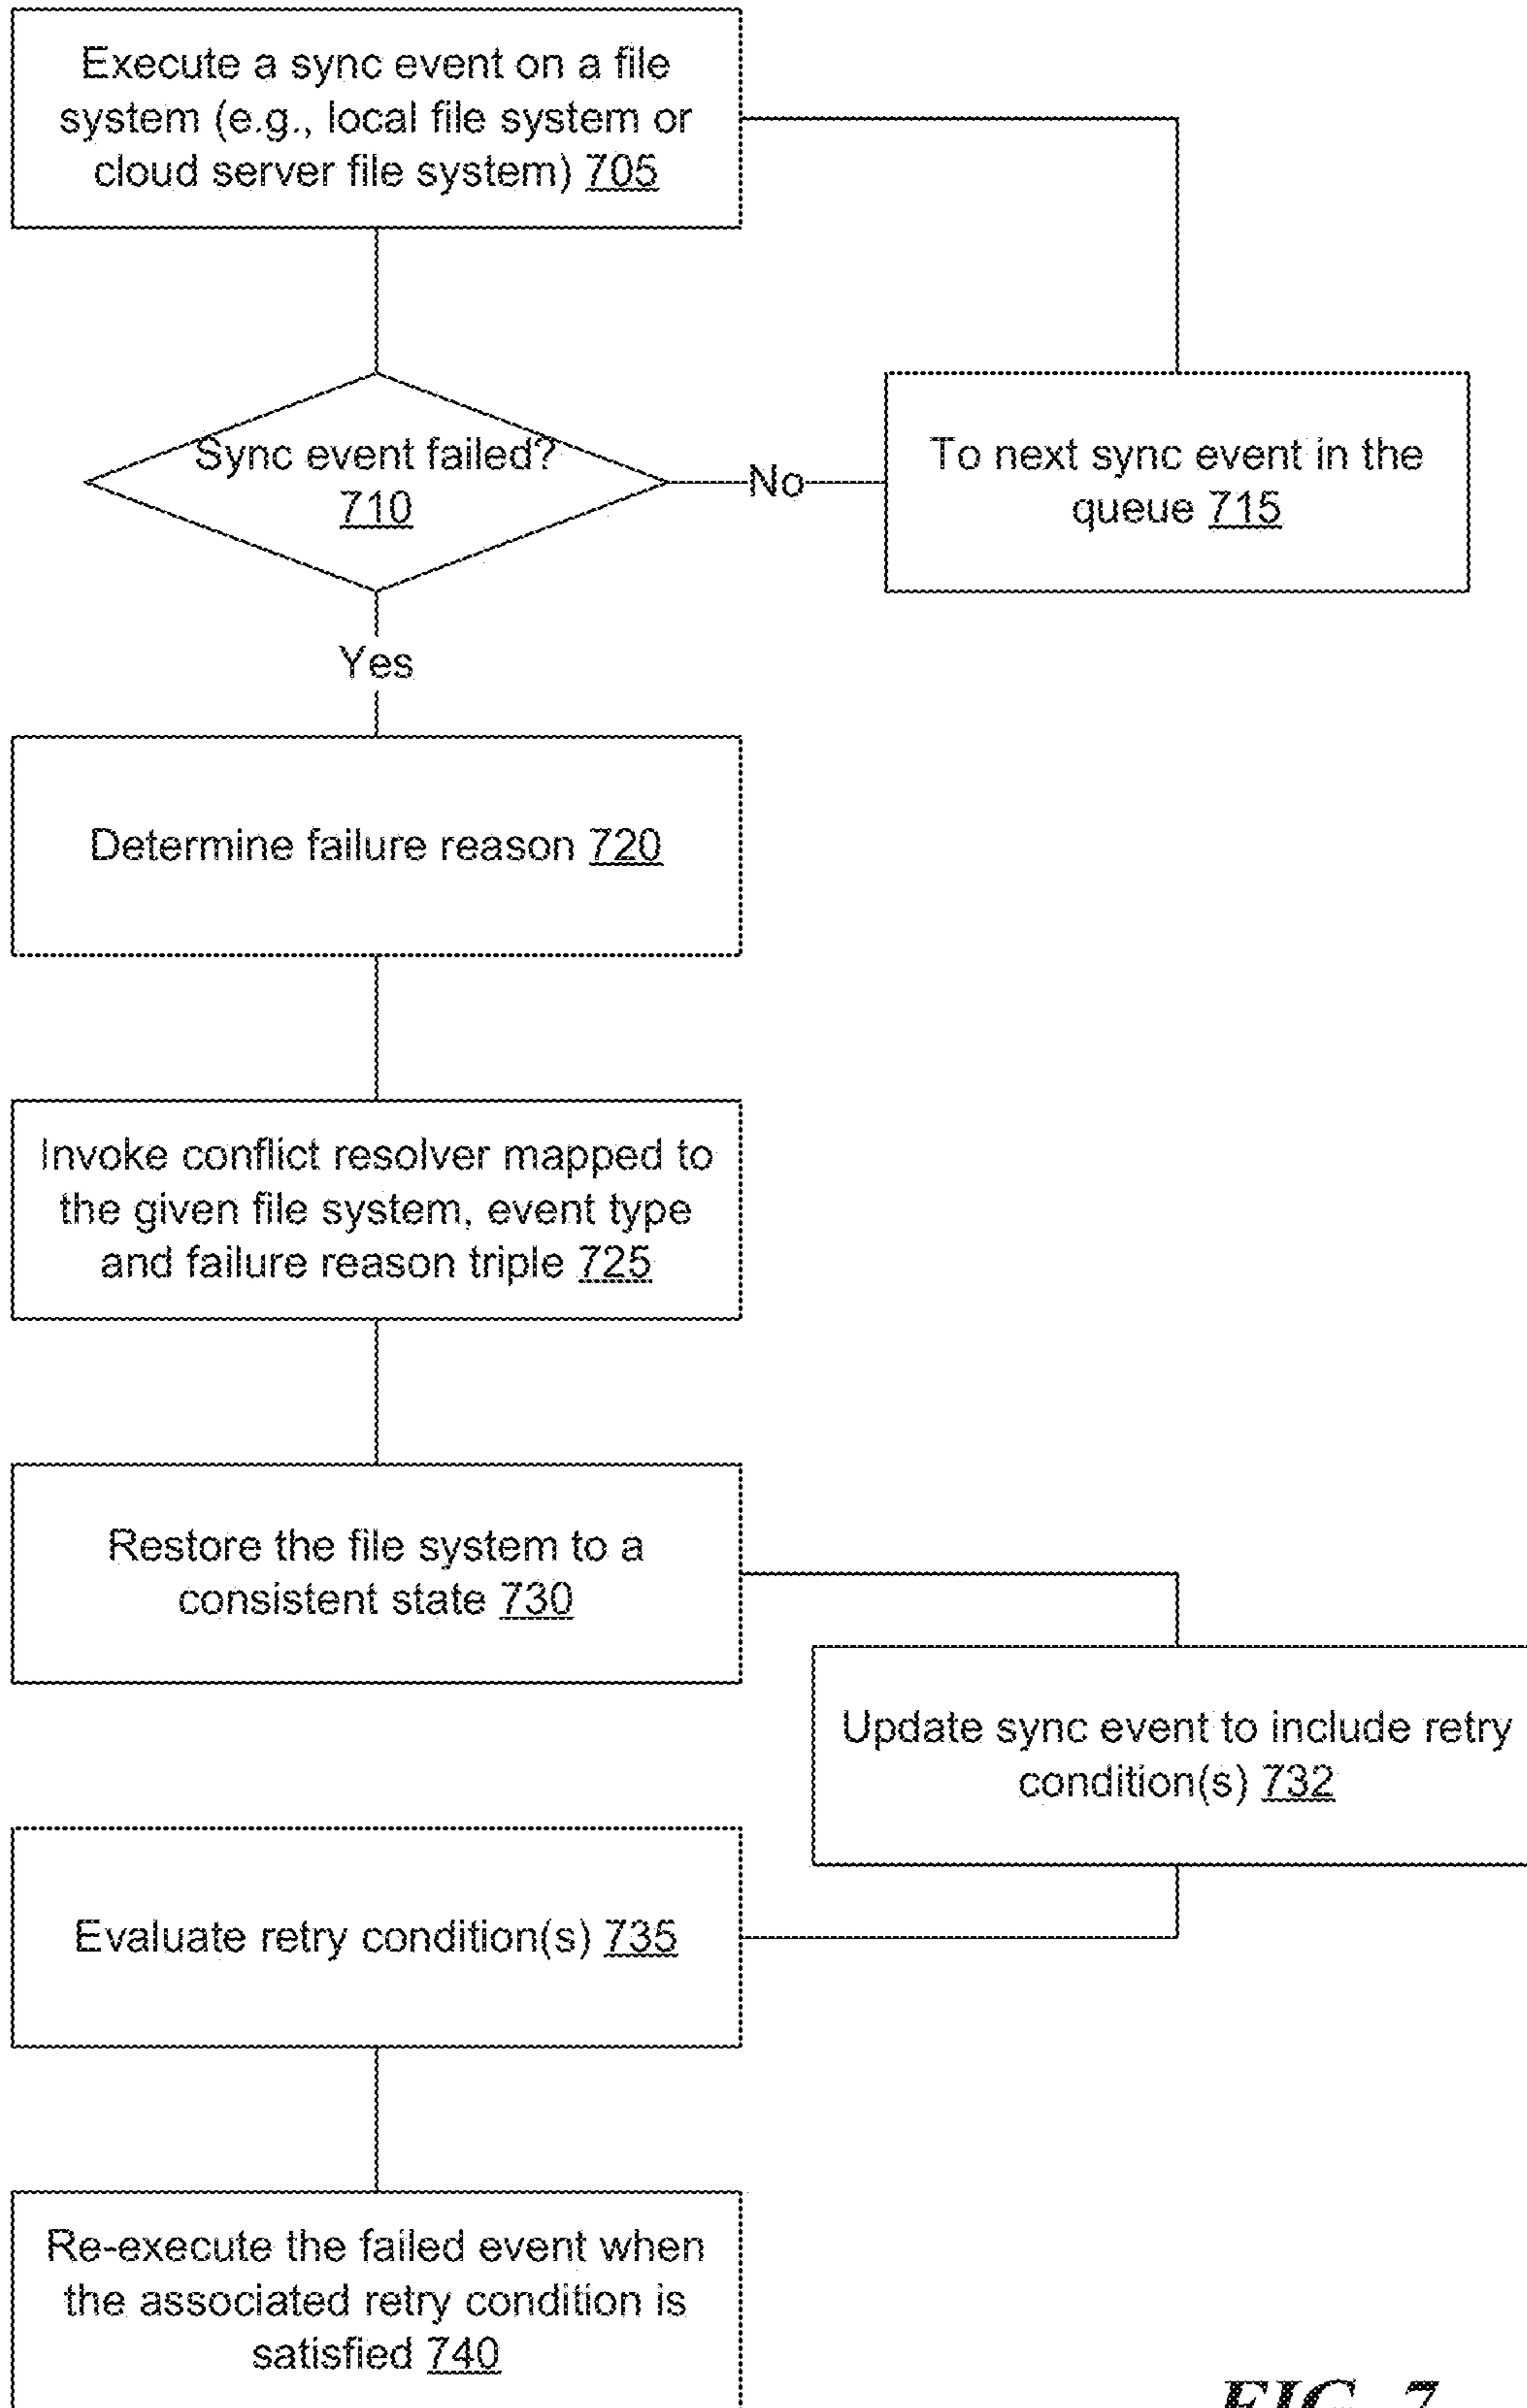 Execute a sync event on a file
system (e.g., local file system or
cloud server file system) 705
Sync event failed?
710
No
To next sync event in the
queue 715
Yes
Determine failure reason 720
Invoke conflict resolver mapped to
the given file system, event type
and failure reason triple 725
Restore the file system to a
consistent state 730
Update sync event to include retry
condition(s) 732
Evaluate retry condition(s) 735
Re-execute the failed event when
the associated retry condition is
satisfied 740
FIG. 7